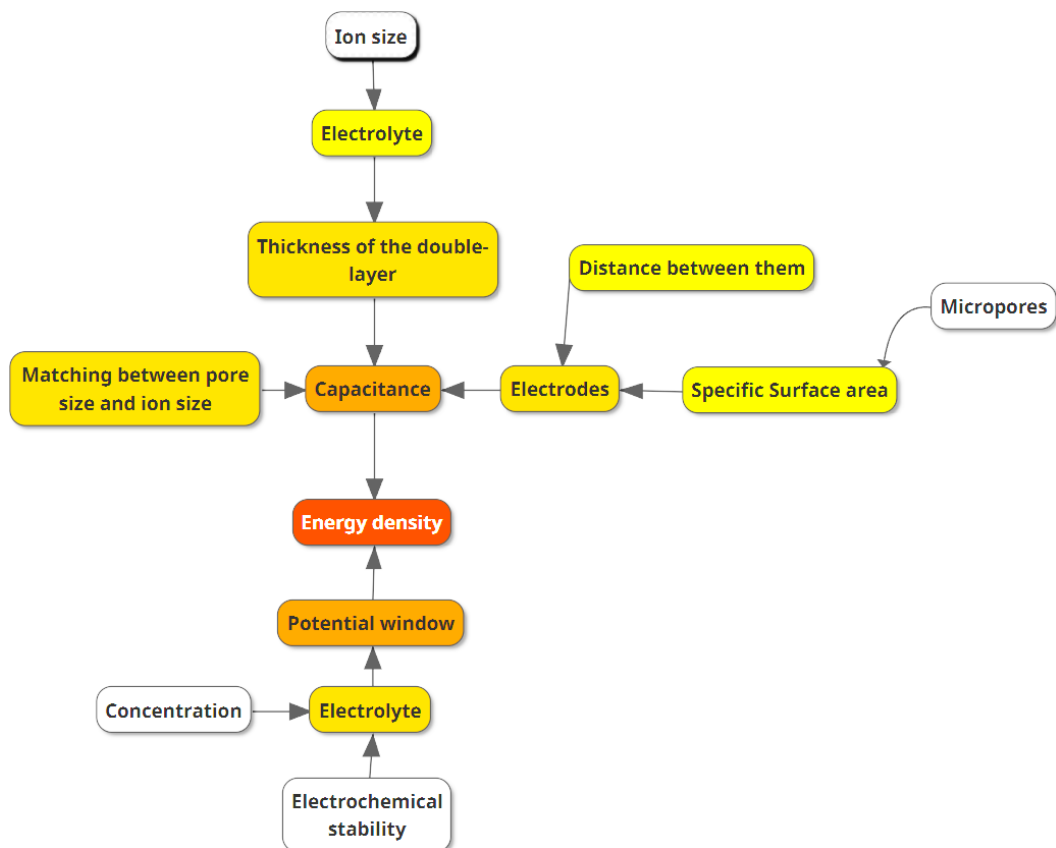 Ion size
Electrolyte
Thickness of the double-
layer
Distance between them
Micropores
Matching between pore
size and ion size
Capacitance
Electrodes
Specific Surface area
Energy density
Potential window
Concentration
Electrolyte
Electrochemical
stability